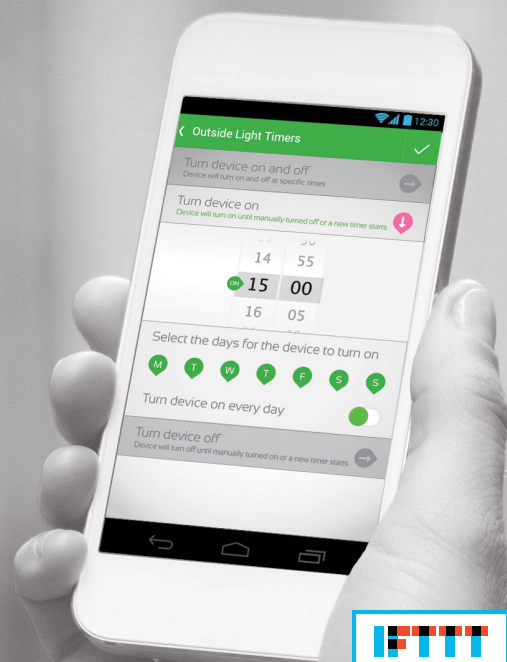 12:30
Outside Light Timers
Turn device on and off
Device will turn on and off at specific times
Turn device on
Device will turn on until manually turned off or a new timer starts
14 55
ON 15 00
16 05
Select the days for the device to turn on
M T W T F S S
Turn device on every day
Turn device off
Device will turn off until manually turned on or a new timer starts
IFTTT